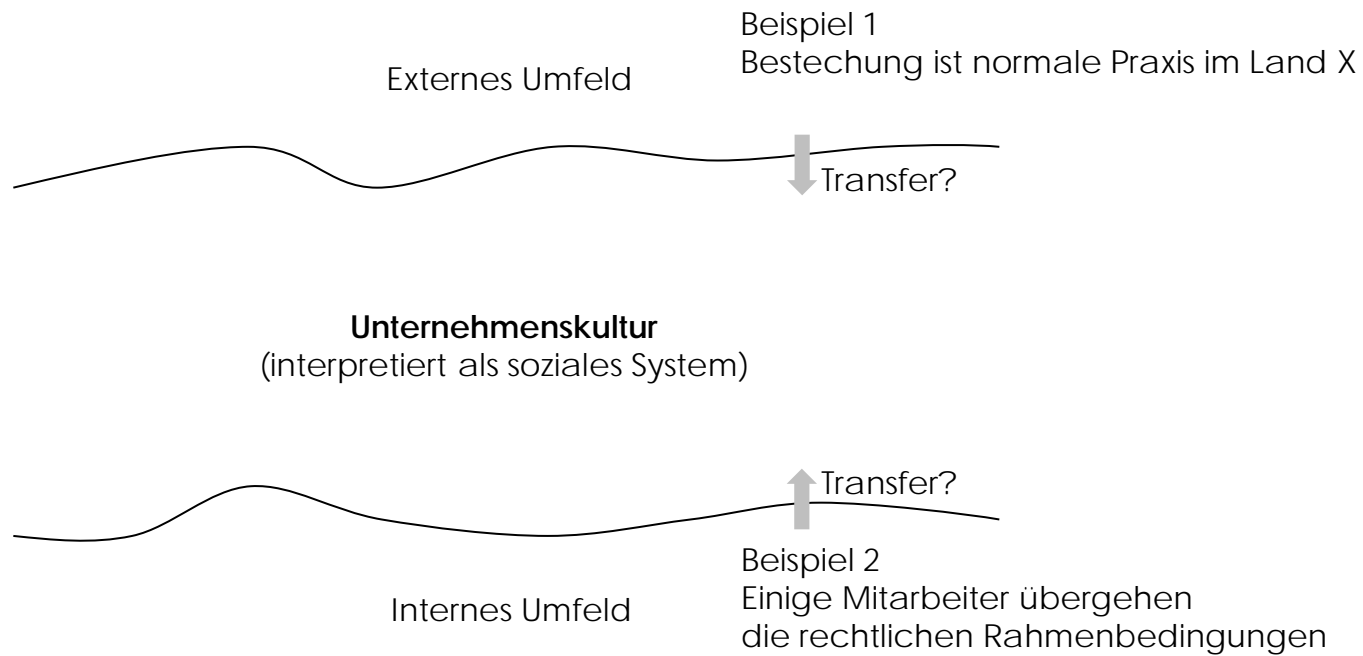 Beispiel 1
Bestechung ist normale Praxis im Land X
Externes Umfeld
Transfer?
Unternehmenskultur
(interpretiert als soziales System)
Transfer?
Beispiel 2
Einige Mitarbeiter übergehen
die rechtlichen Rahmenbedingungen
Internes Umfeld